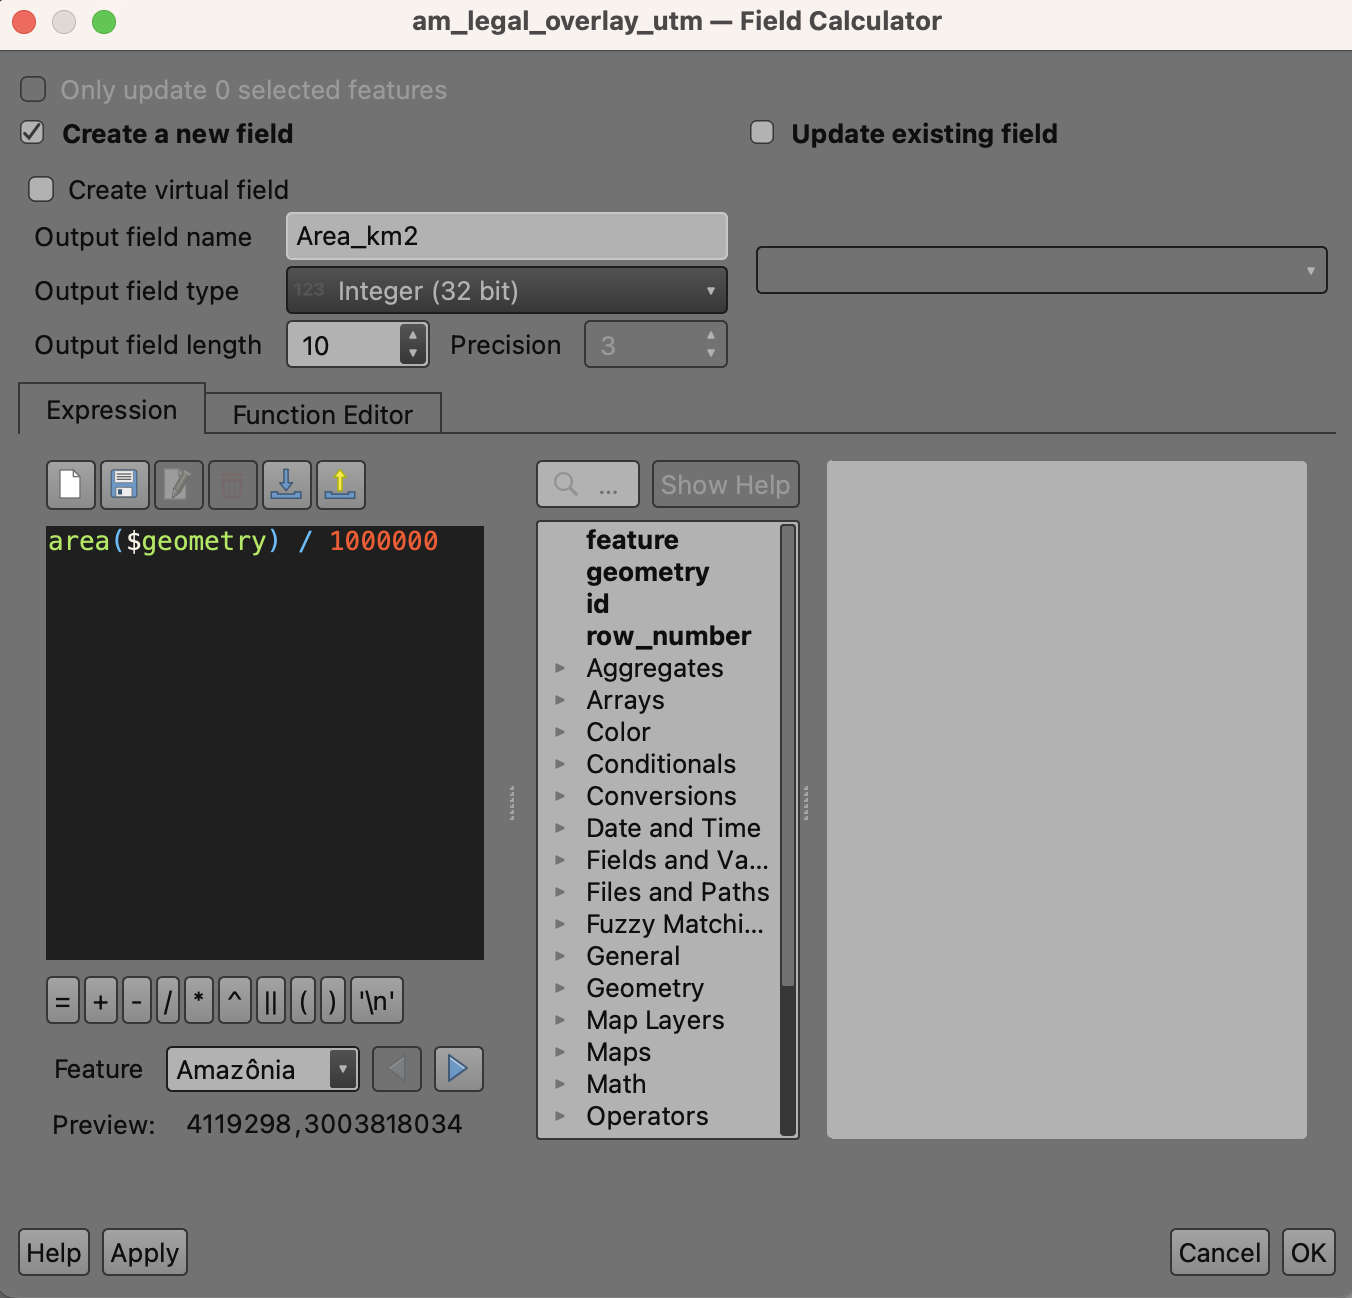 am_legal_overlay_utm — Field Calculator
Only update 0 selected features
Create a new field
Update existing field
Create virtual field
Output field name
Area_km2
Output field type
123 Integer (32 bit)
Output field length
10
Precision
3
Expression
Function Editor
...
Show Help
area($geometry) / 1000000
feature
geometry
id
row_number
Aggregates
Arrays
Color
Conditionals
Conversions
Date and Time
Fields and Va...
Files and Paths
Fuzzy Matchi...
General
Geometry
Map Layers
Maps
Math
Operators
= + - / * ^ || ( ) '\n'
Feature
Amazônia
Preview:
4119298,3003818034
Help
Apply
Cancel
OK